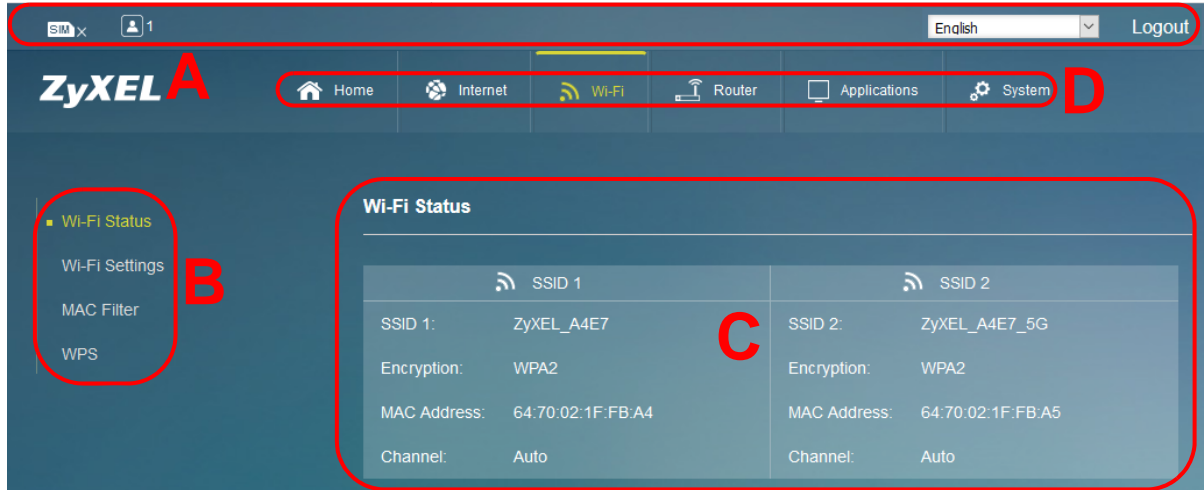 SIM 1 English Logout
ZyXEL A Home Internet Wi-Fi Router Applications System D
Wi-Fi Status
Wi-Fi Settings
MAC Filter
WPS
B
Wi-Fi Status
SSID 1 SSID 2
SSID 1: ZyXEL_A4E7 SSID 2: ZyXEL_A4E7_5G
C
Encryption: WPA2 Encryption: WPA2
MAC Address: 64:70:02:1F:FB:A4 MAC Address: 64:70:02:1F:FB:A5
Channel: Auto Channel: Auto